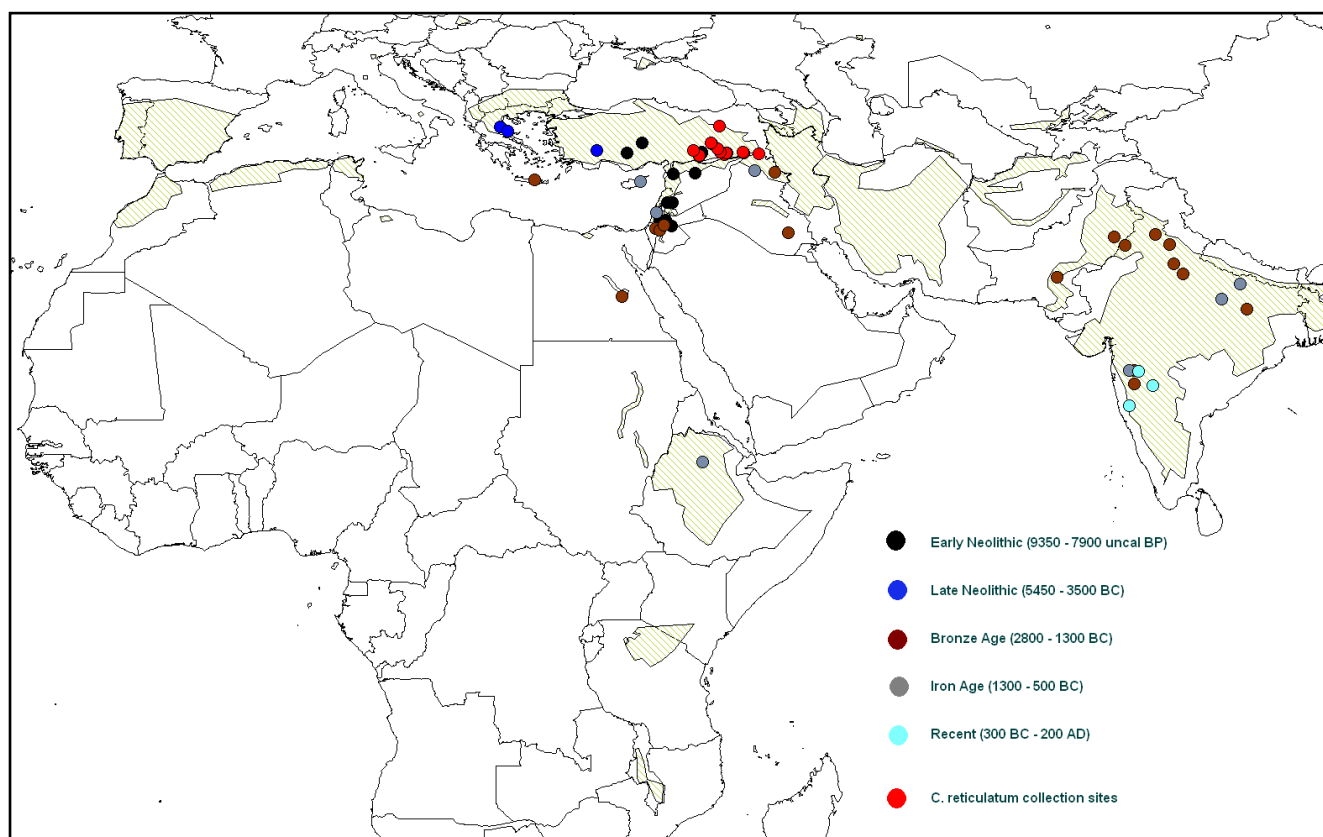 Early Neolithic (9350 - 7900 uncal BP)
Late Neolithic (5450 - 3500 BC)
Bronze Age (2800 - 1300 BC)
Iron Age (1300 - 500 BC)
Recent (300 BC - 200 AD)
C. reticulatum collection sites